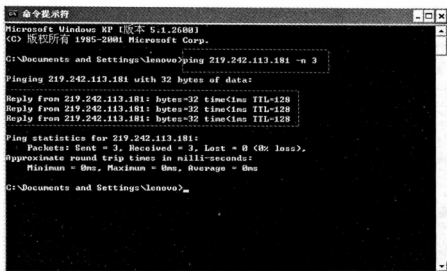 命令提示符
Microsoft Windows XP [版本 5.1.2600]
(C) 版权所有 1985-2001 Microsoft Corp.
C:\Documents and Settings\lenovo>ping 219.242.113.181 -n 3
Pinging 219.242.113.181 with 32 bytes of data:
Reply from 219.242.113.181: bytes=32 time<1ms TTL=128
Reply from 219.242.113.181: bytes=32 time<1ms TTL=128
Reply from 219.242.113.181: bytes=32 time<1ms TTL=128
Ping statistics for 219.242.113.181:
Packets: Sent = 3, Received = 3, Lost = 0 (0% loss),
Approximate round trip times in milli-seconds:
Minimum = 0ms, Maximum = 0ms, Average = 0ms
C:\Documents and Settings\lenovo>_